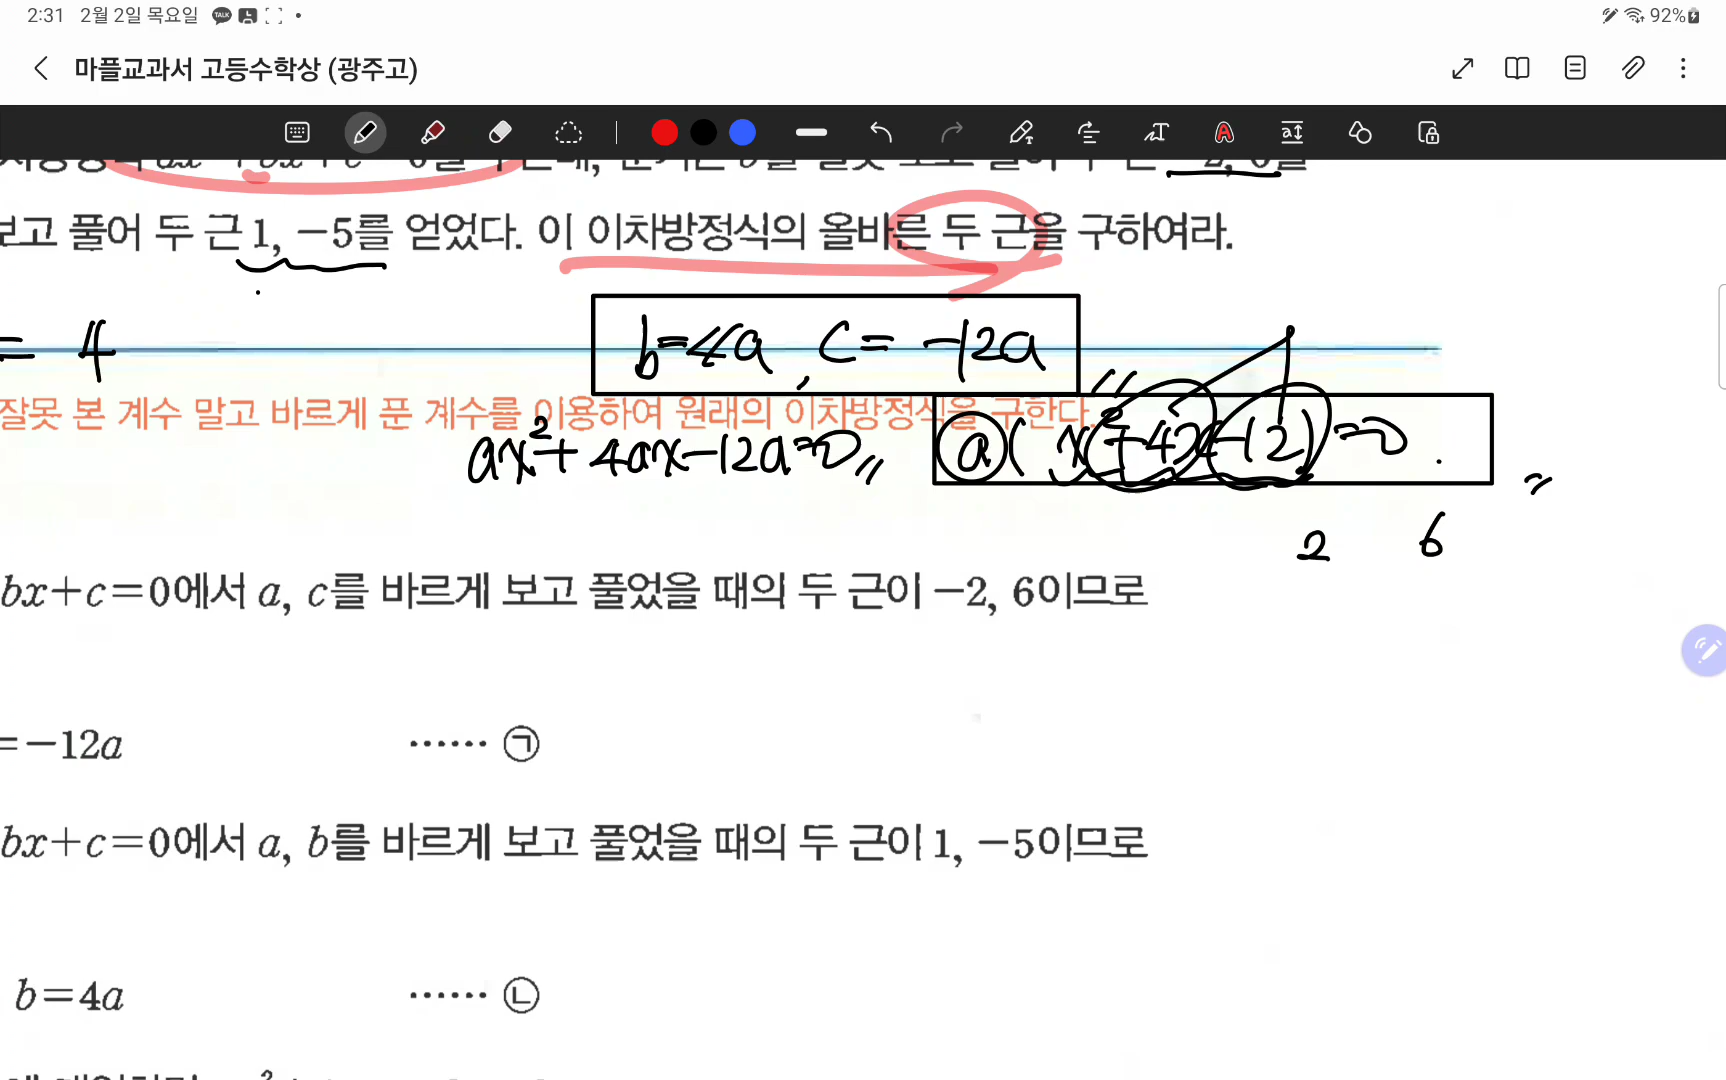 2:31 2월 2일 목요일 TALK 92%
마플교과서 고등수학상 (광주고)
보고 풀어 두 근 1, −5를 얻었다. 이 이차방정식의 올바른 두 근을 구하여라.
= 4
b=4a, c= −12a
잘못 본 계수 말고 바르게 푼 계수를 이용하여 원래의 이차방정식을 구한다.
ax²+4ax−12a=0
2 6
bx+c=0에서 a, c를 바르게 보고 풀었을 때의 두 근이 −2, 6이므로
=−12a ······ ㉠
bx+c=0에서 a, b를 바르게 보고 풀었을 때의 두 근이 1, −5이므로
b=4a ······ ㉡